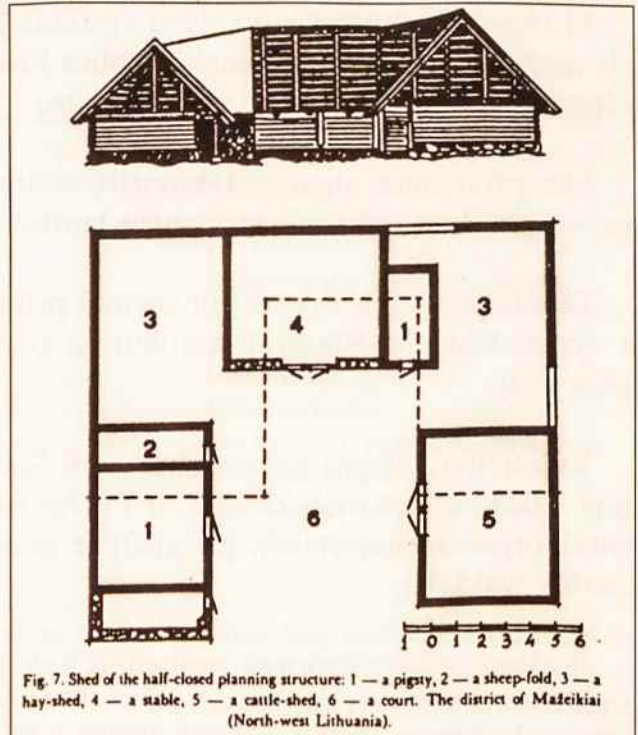 3
4
1
3
2
1
6
5
1 0 1 2 3 4 5 6
Fig. 7. Shed of the half-closed planning structure: 1 — a pigsty, 2 — a sheep-fold, 3 — a
hay-shed, 4 — a stable, 5 — a cattle-shed, 6 — a court. The district of Mažeikiai
(North-west Lithuania).